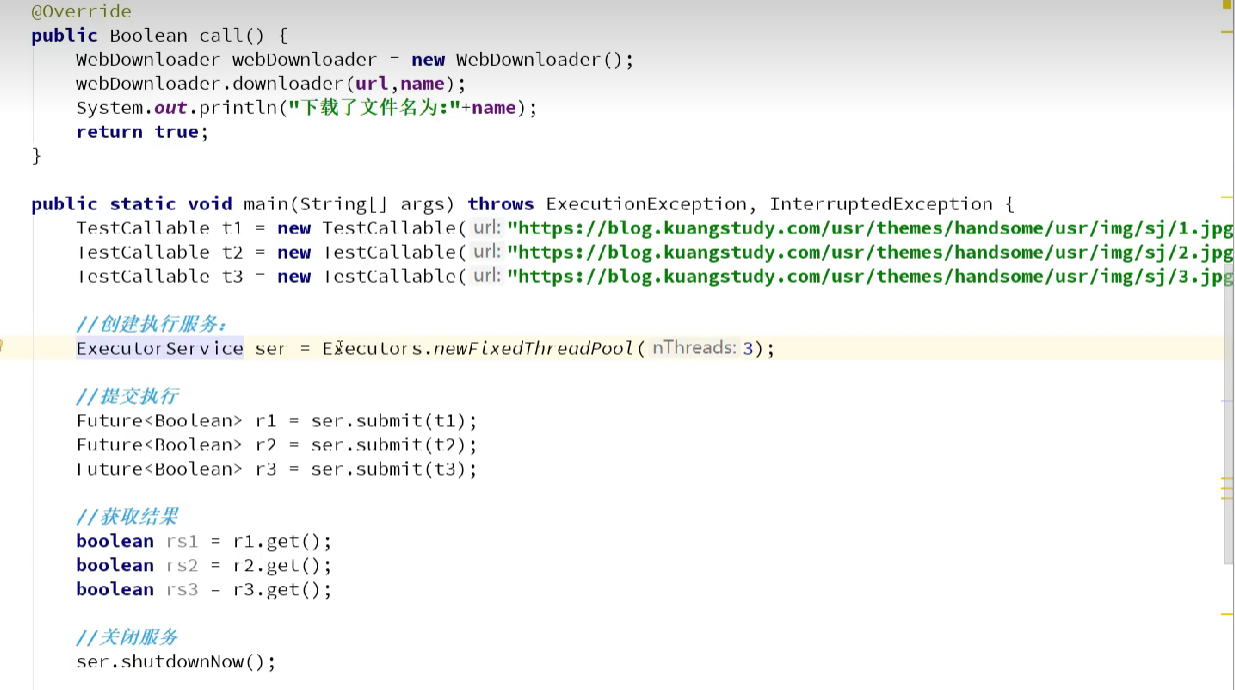 @Override
public Boolean call() {
WebDownloader webDownloader = new WebDownloader();
webDownloader.downloader(url,name);
System.out.println("下载了文件名为:"+name);
return true;
}
public static void main(String[] args) throws ExecutionException, InterruptedException {
TestCallable t1 = new TestCallable( url: "https://blog.kuangstudy.com/usr/themes/handsome/usr/img/sj/1.jpg
TestCallable t2 = new TestCallable( url: "https://blog.kuangstudy.com/usr/themes/handsome/usr/img/sj/2.jpg
TestCallable t3 = new TestCallable( url: "https://blog.kuangstudy.com/usr/themes/handsome/usr/img/sj/3.jpg
//创建执行服务:
ExecutorService ser = Executors.newFixedThreadPool( nThreads: 3);
//提交执行
Future<Boolean> r1 = ser.submit(t1);
Future<Boolean> r2 = ser.submit(t2);
Future<Boolean> r3 = ser.submit(t3);
//获取结果
boolean rs1 = r1.get();
boolean rs2 = r2.get();
boolean rs3 = r3.get();
//关闭服务
ser.shutdownNow();